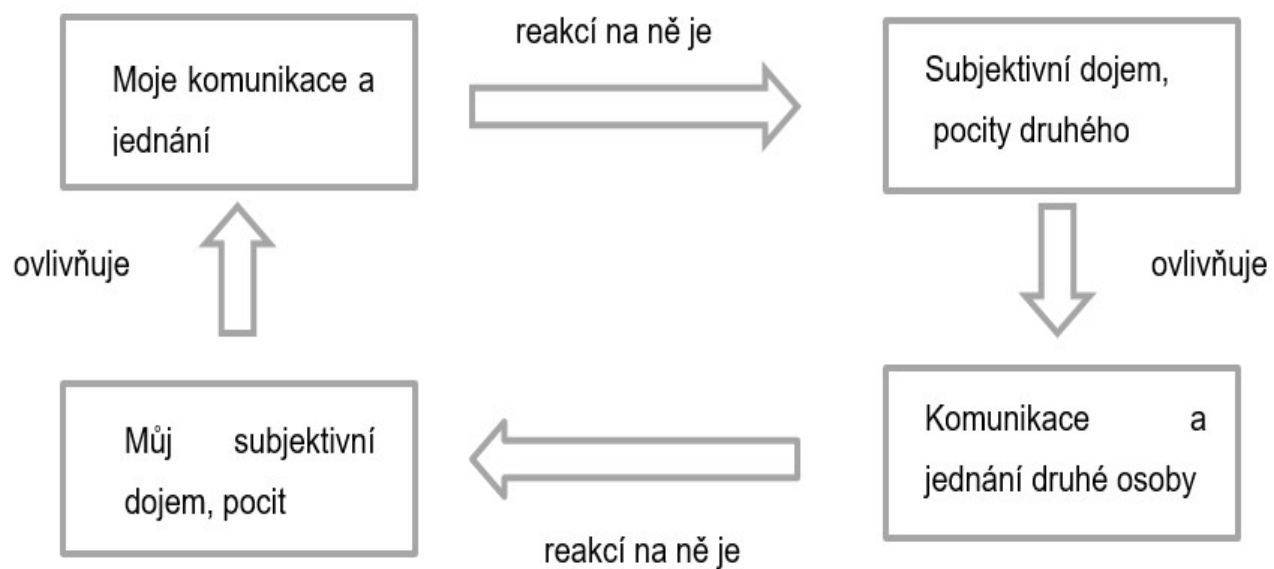 reakcí na ně je
Moje komunikace a
jednání
Subjektivní dojem,
pocity druhého
ovlivňuje
ovlivňuje
Můj subjektivní
dojem, pocit
Komunikace a
jednání druhé osoby
reakcí na ně je